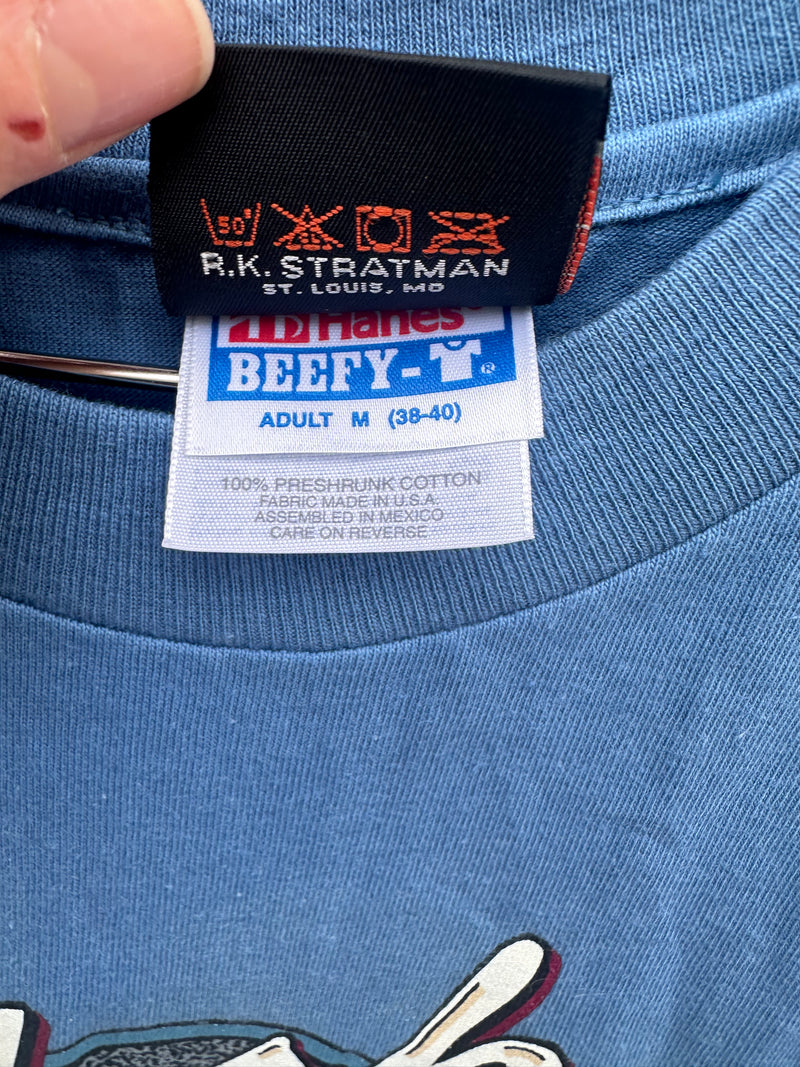 50°
R.K. STRATMAN
ST. LOUIS, MO
Hanes
BEEFY-T®
ADULT M (38-40)
100% PRESHRUNK COTTON
FABRIC MADE IN U.S.A.
ASSEMBLED IN MEXICO
CARE ON REVERSE